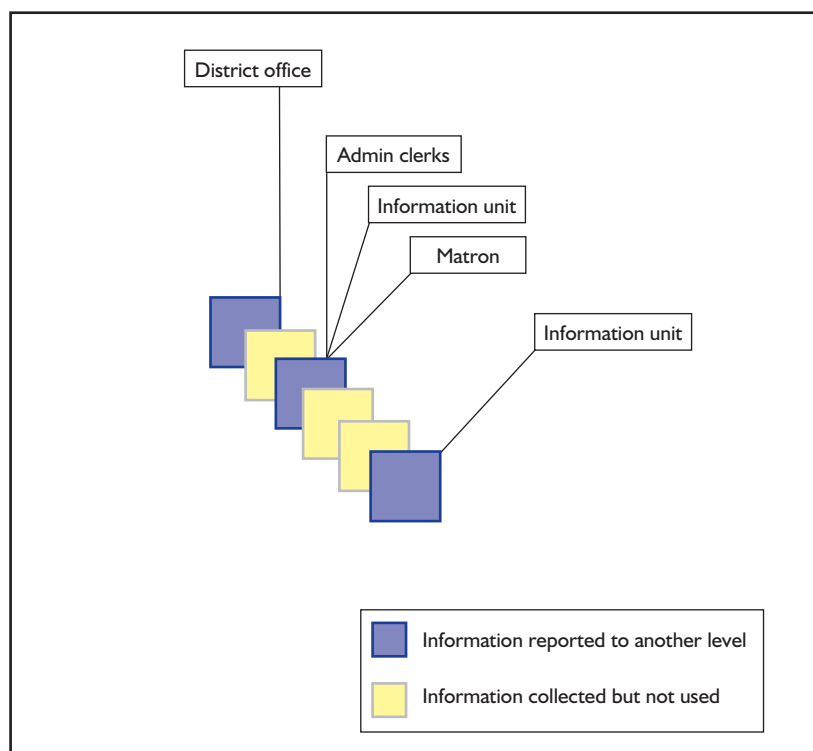 District office
Admin clerks
Information unit
Matron
Information unit
Information reported to another level
Information collected but not used